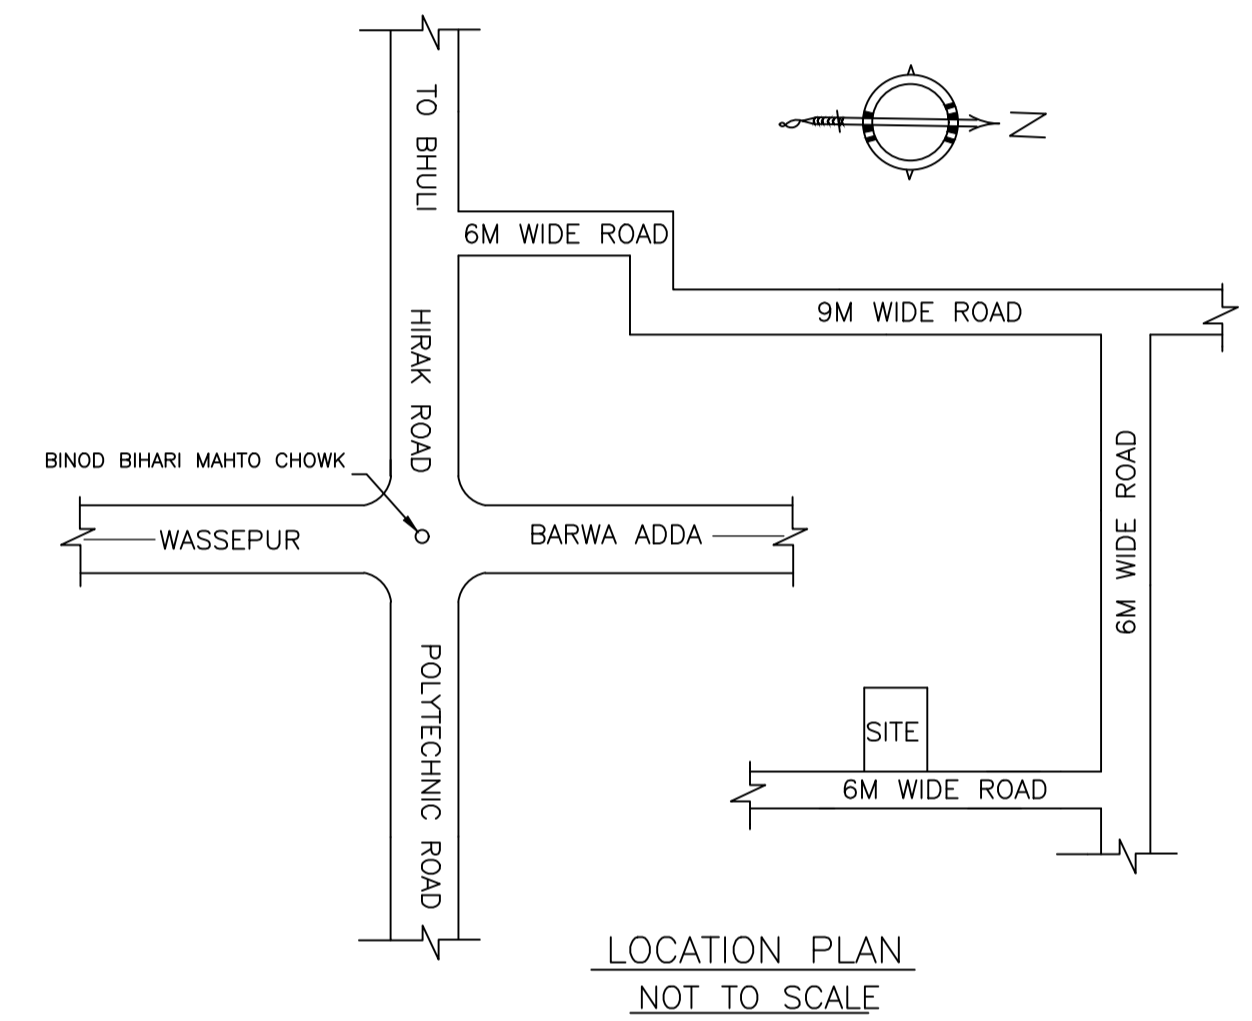 TO BHULI
N
6M WIDE ROAD
9M WIDE ROAD
HIRAK ROAD
BINOD BIHARI MAHTO CHOWK
6M WIDE ROAD
WASSEPUR
BARWA ADDA
POLYTECHNIC ROAD
SITE
6M WIDE ROAD
LOCATION PLAN
NOT TO SCALE